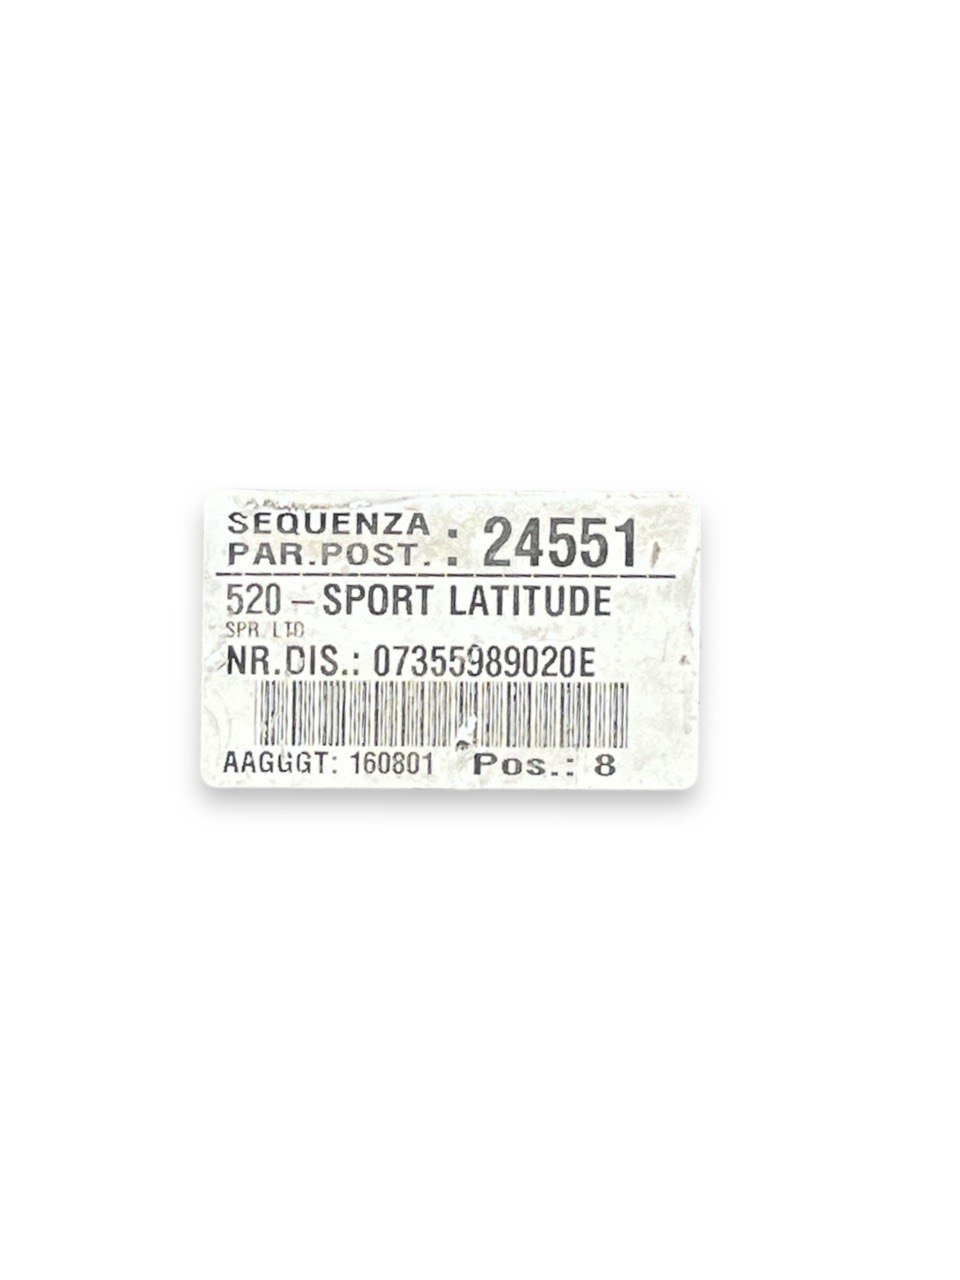 SEQUENZA
PAR.POST. : 24551
520 – SPORT LATITUDE
SPR. LTD
NR.DIS.: 07355989020E
AAGGGT: 160801 Pos.: 8